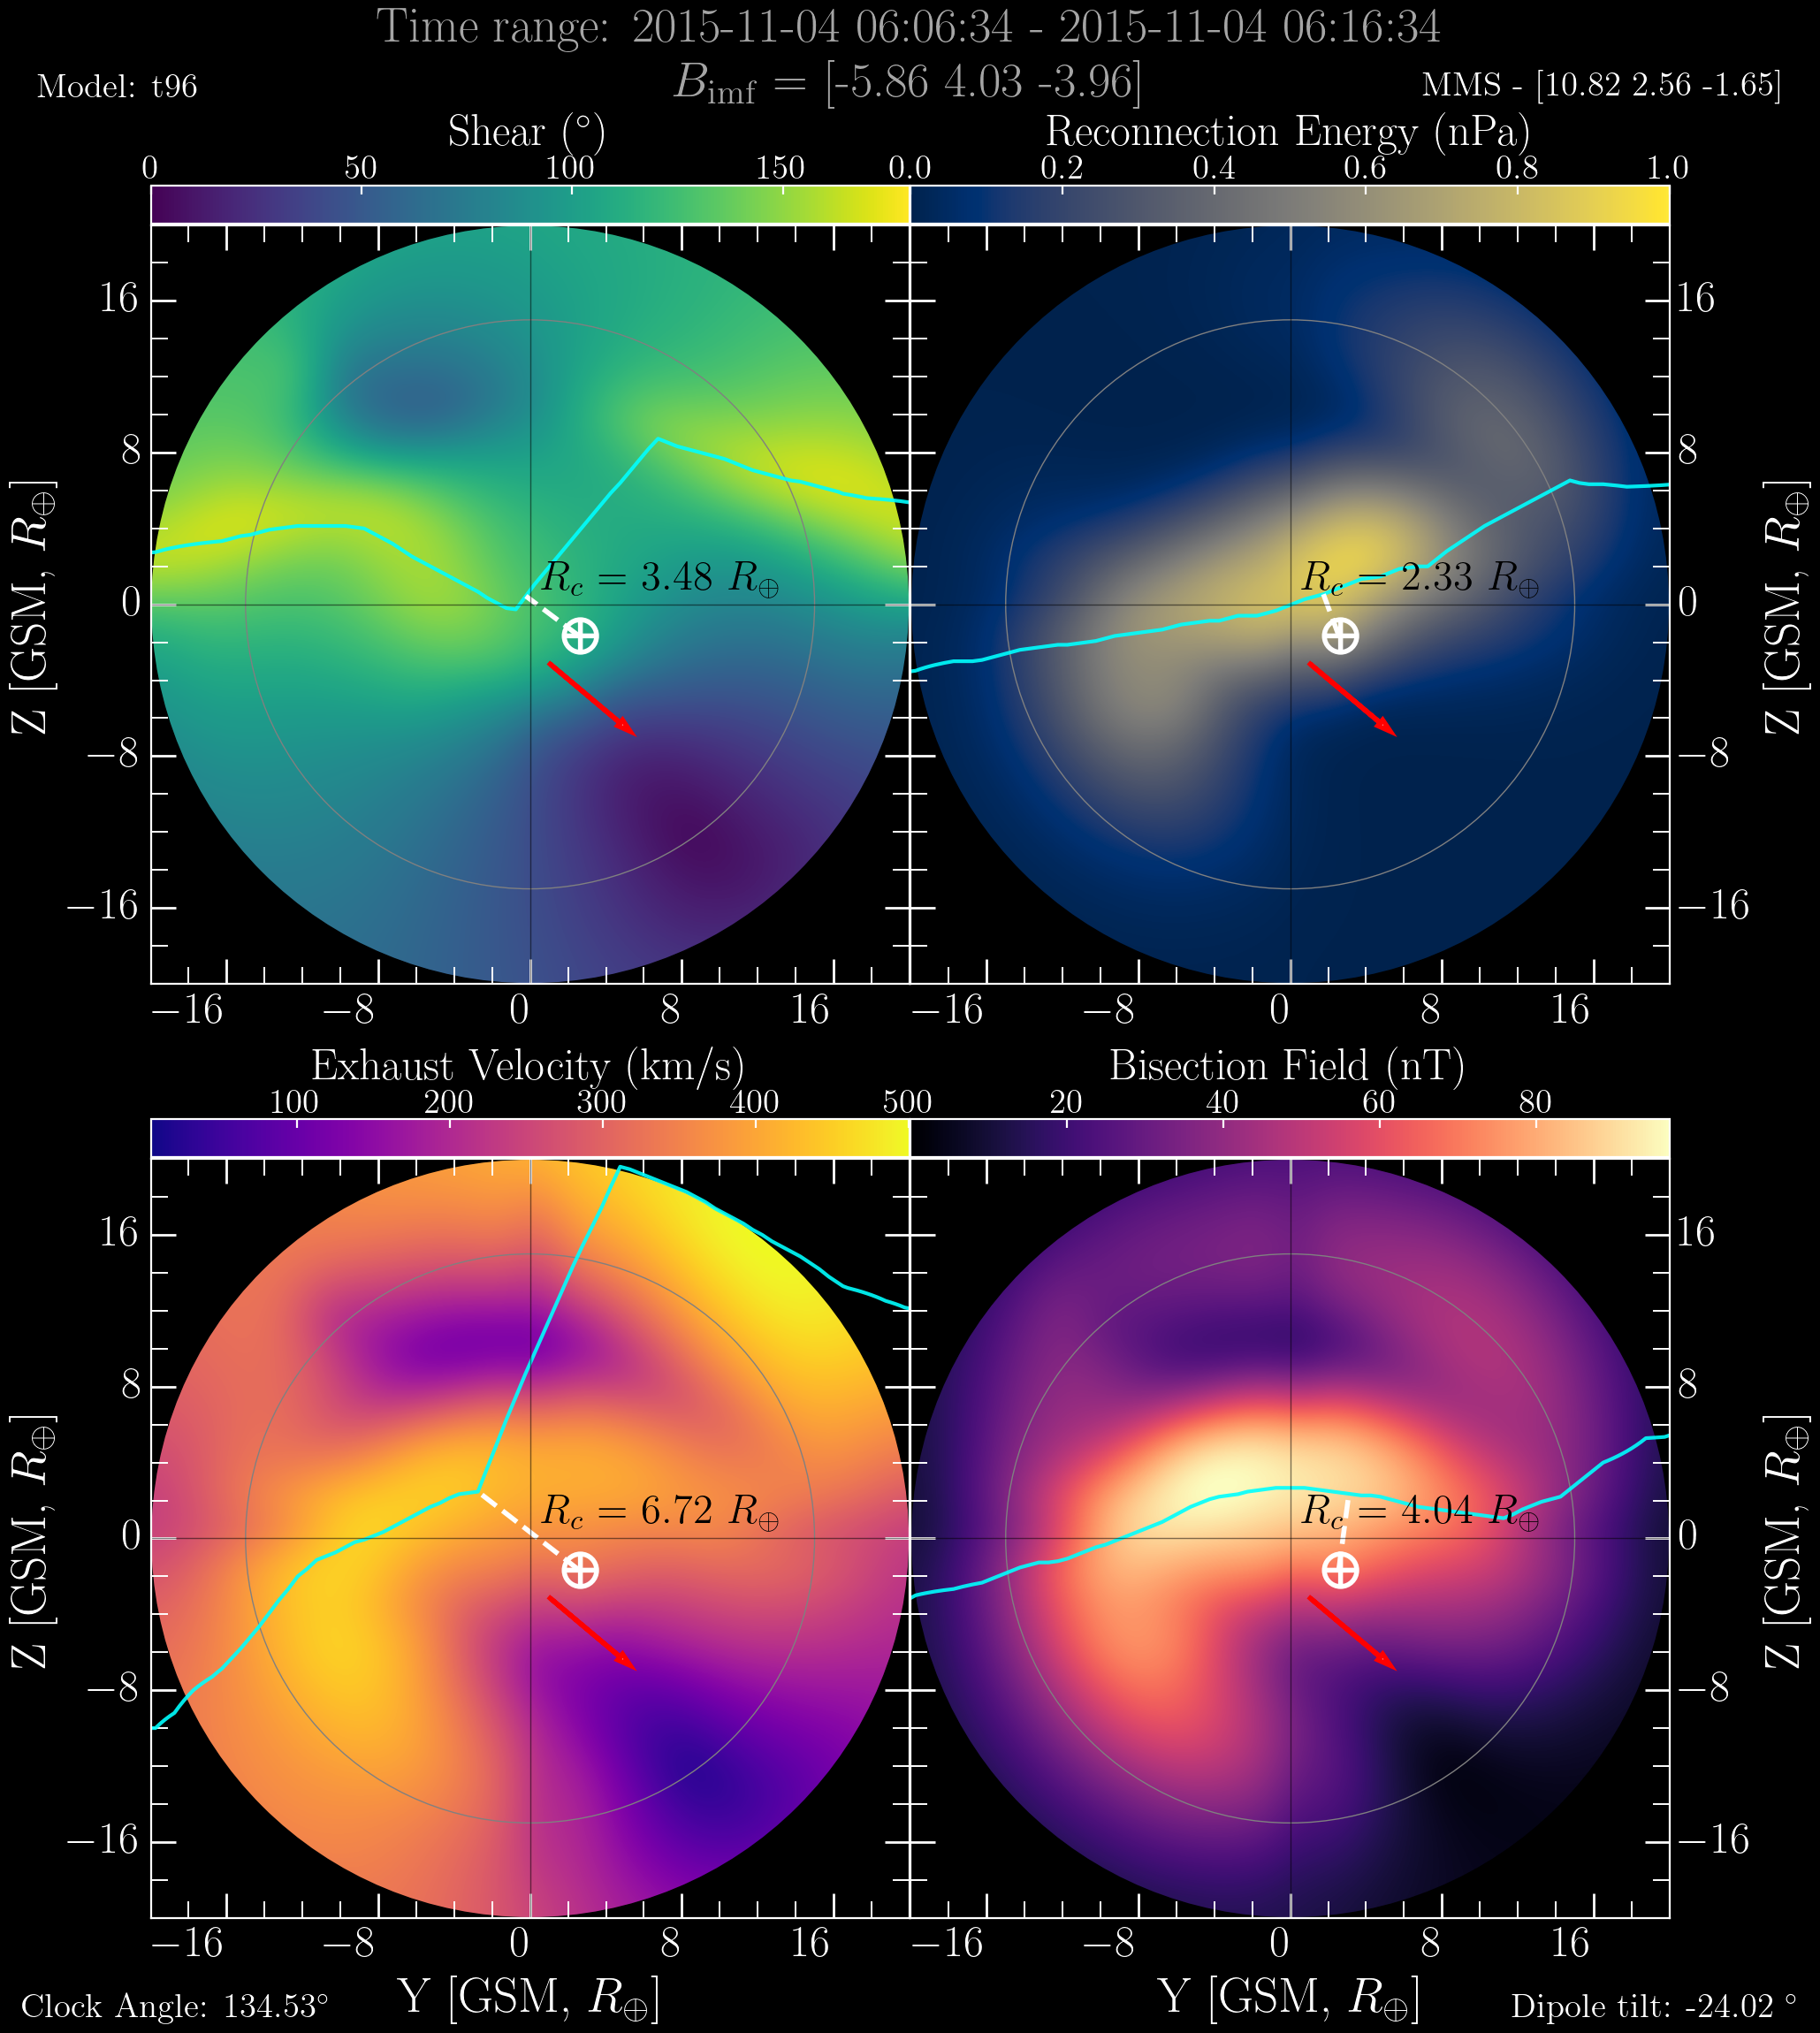 Time range: 2015-11-04 06:06:34 - 2015-11-04 06:16:34
Model: t96
B_imf = [-5.86 4.03 -3.96]
MMS - [10.82 2.56 -1.65]
Shear (°)
Reconnection Energy (nPa)
0 50 100 150
0.0 0.2 0.4 0.6 0.8 1.0
16
8
0
−8
−16
Z [GSM, R⊕]
R_c = 3.48 R⊕
−16 −8 0 8 16
R_c = 2.33 R⊕
16
8
0
−8
−16
Z [GSM, R⊕]
−16 −8 0 8 16
Exhaust Velocity (km/s)
Bisection Field (nT)
100 200 300 400 500
20 40 60 80
16
8
0
−8
−16
Z [GSM, R⊕]
R_c = 6.72 R⊕
−16 −8 0 8 16
Y [GSM, R⊕]
R_c = 4.04 R⊕
16
8
0
−8
−16
Z [GSM, R⊕]
−16 −8 0 8 16
Y [GSM, R⊕]
Clock Angle: 134.53°
Dipole tilt: -24.02 °